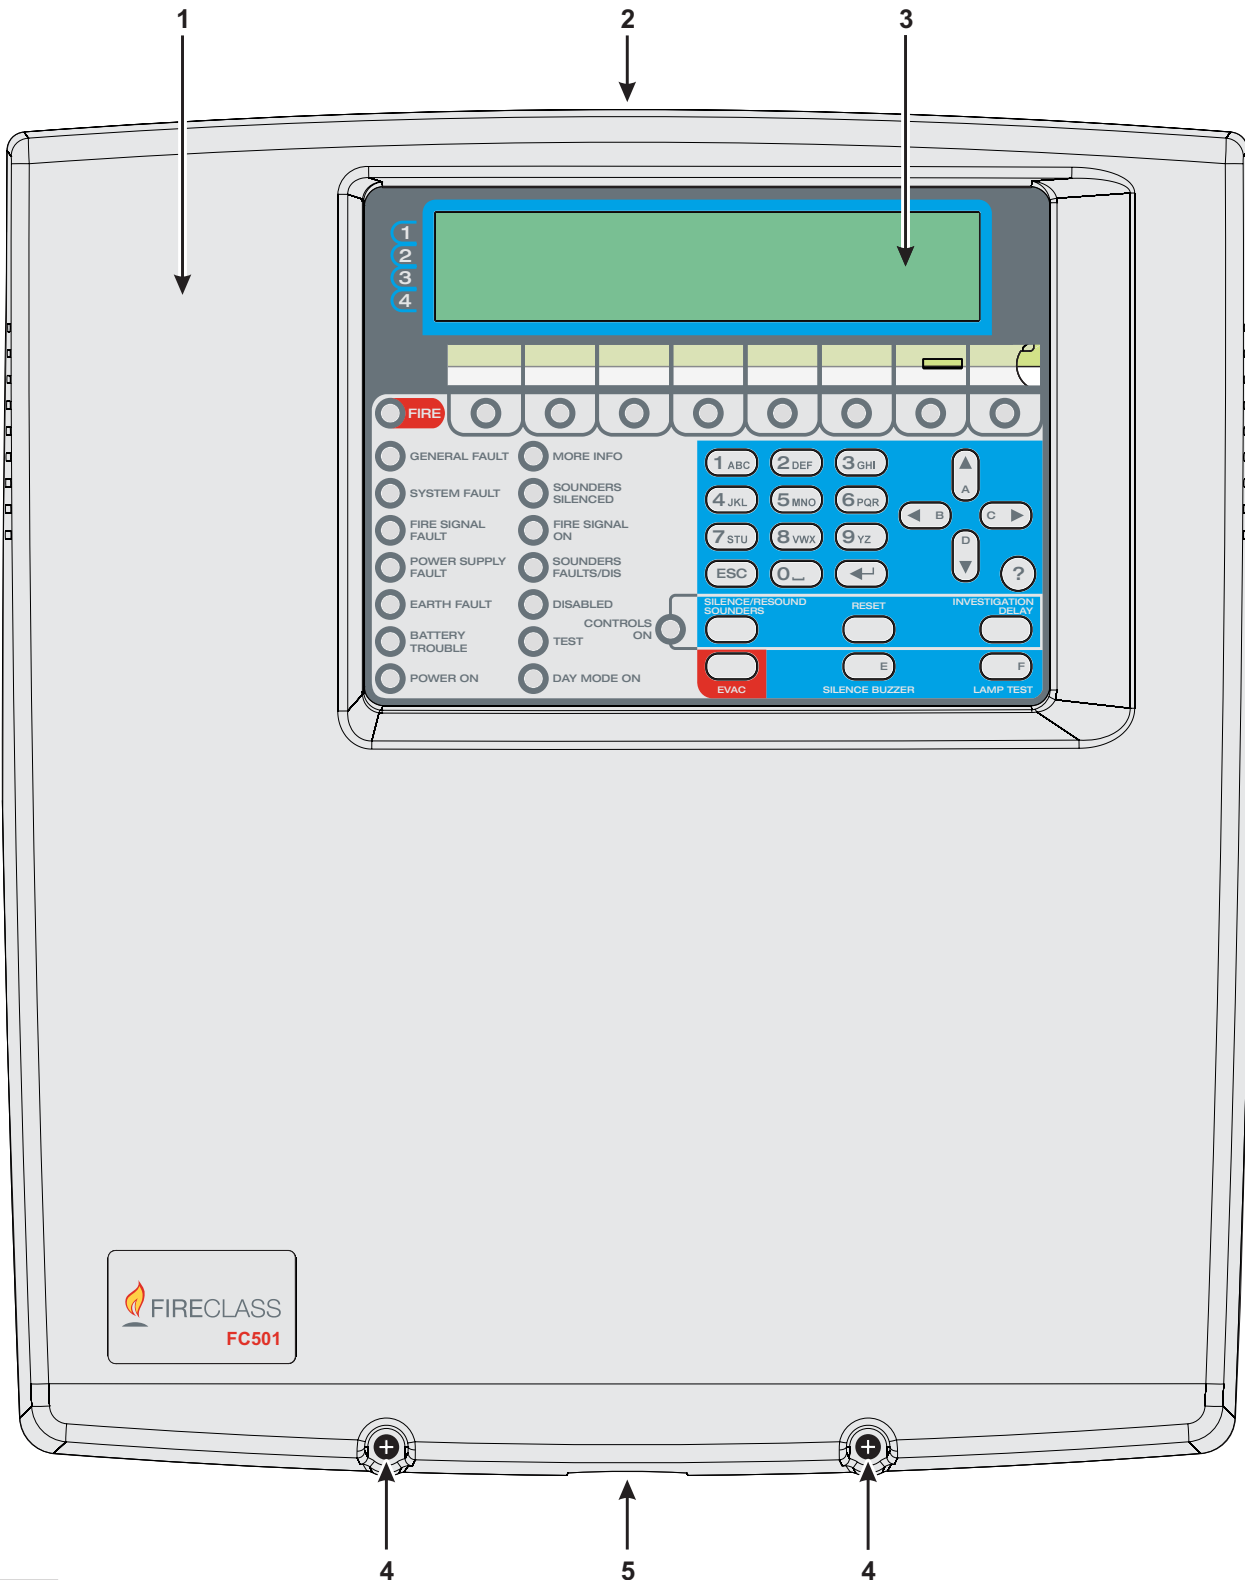 1 2 3
1
2
3
4
FIRE
GENERAL FAULT
SYSTEM FAULT
FIRE SIGNAL
FAULT
POWER SUPPLY
FAULT
EARTH FAULT
BATTERY
TROUBLE
POWER ON
MORE INFO
SOUNDERS
SILENCED
FIRE SIGNAL
ON
SOUNDERS
FAULTS/DIS
DISABLED
TEST
DAY MODE ON
CONTROLS
ON
1 ABC 2 DEF 3 GHI
4 JKL 5 MNO 6 PQR
7 STU 8 VWX 9 YZ
ESC 0
A
B C
D
?
SILENCE/RESOUND
SOUNDERS
RESET
INVESTIGATION
DELAY
EVAC
E
SILENCE BUZZER
F
LAMP TEST
FIRECLASS
FC501
4 5 4